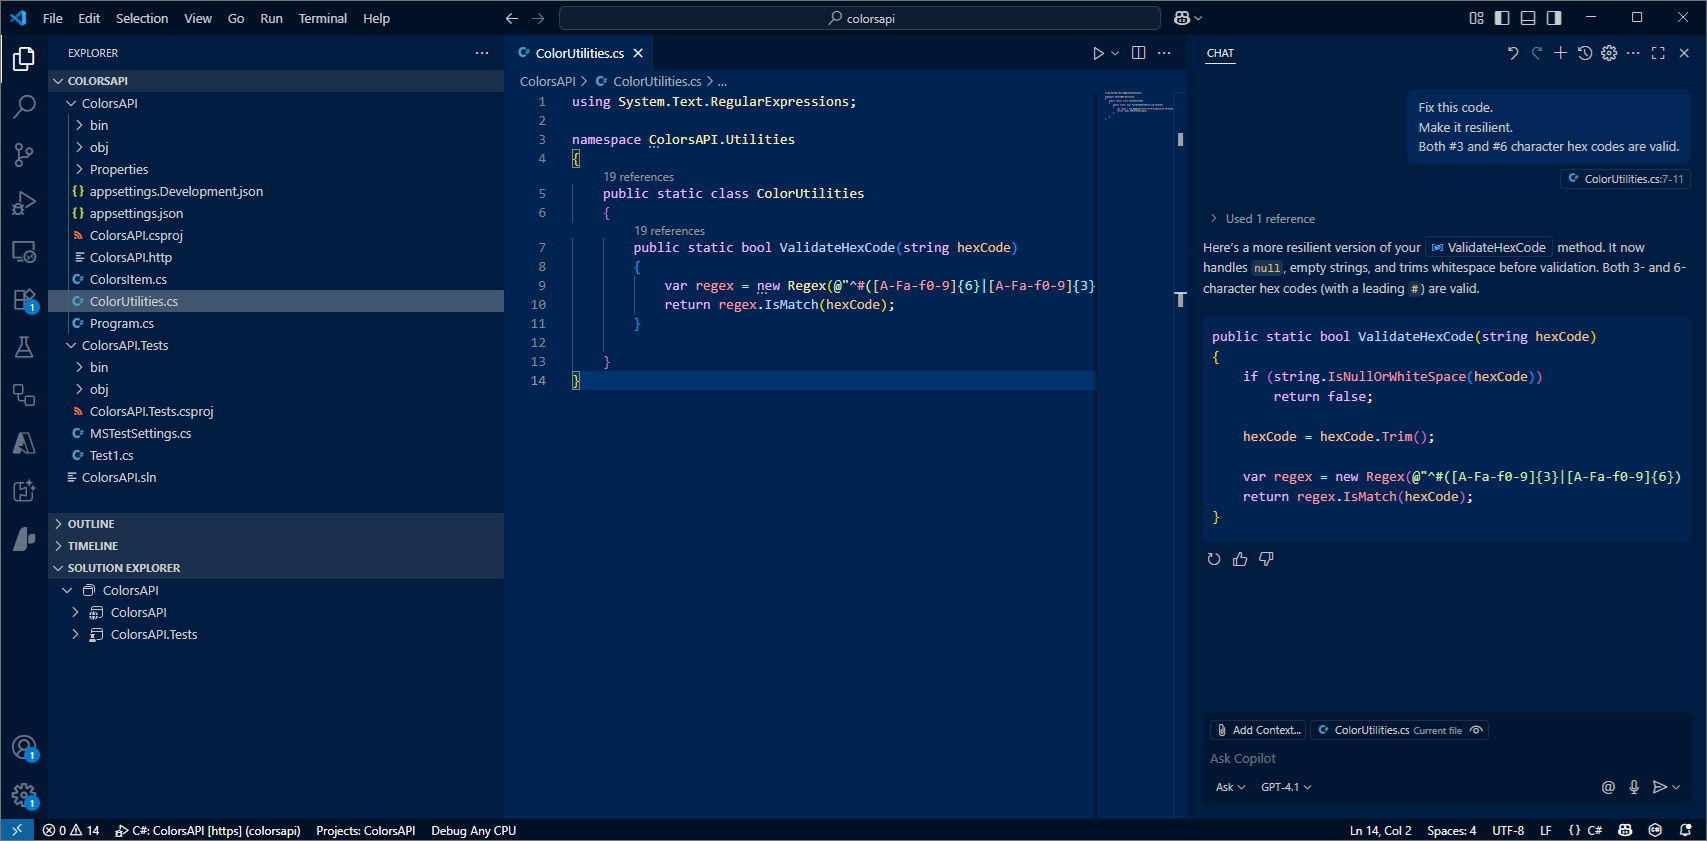 File Edit Selection View Go Run Terminal Help
colorsapi
EXPLORER
COLORSAPI
ColorsAPI
bin
obj
Properties
{} appsettings.Development.json
{} appsettings.json
ColorsAPI.csproj
ColorsAPI.http
C# ColorsItem.cs
C# ColorUtilities.cs
C# Program.cs
ColorsAPI.Tests
bin
obj
ColorsAPI.Tests.csproj
C# MSTestSettings.cs
C# Test1.cs
ColorsAPI.sln
OUTLINE
TIMELINE
SOLUTION EXPLORER
ColorsAPI
ColorsAPI
ColorsAPI.Tests
1
1
1
C# ColorUtilities.cs
ColorsAPI > C# ColorUtilities.cs > ...
1 using System.Text.RegularExpressions;
2
3 namespace ColorsAPI.Utilities
4 {
19 references
5 public static class ColorUtilities
6 {
19 references
7 public static bool ValidateHexCode(string hexCode)
8 {
9 var regex = new Regex(@"^#([A-Fa-f0-9]{6}|[A-Fa-f0-9]{3}
10 return regex.IsMatch(hexCode);
11 }
12
13 }
14 }
CHAT
Fix this code.
Make it resilient.
Both #3 and #6 character hex codes are valid.
C# ColorUtilities.cs:7-11
Used 1 reference
Here's a more resilient version of your ValidateHexCode method. It now
handles null, empty strings, and trims whitespace before validation. Both 3- and 6-
character hex codes (with a leading #) are valid.
public static bool ValidateHexCode(string hexCode)
{
if (string.IsNullOrWhiteSpace(hexCode))
return false;
hexCode = hexCode.Trim();
var regex = new Regex(@"^#([A-Fa-f0-9]{3}|[A-Fa-f0-9]{6})
return regex.IsMatch(hexCode);
}
Add Context... C# ColorUtilities.cs Current file
Ask Copilot
Ask GPT-4.1
0 14 C#: ColorsAPI [https] (colorsapi) Projects: ColorsAPI Debug Any CPU
Ln 14, Col 2 Spaces: 4 UTF-8 LF {} C#